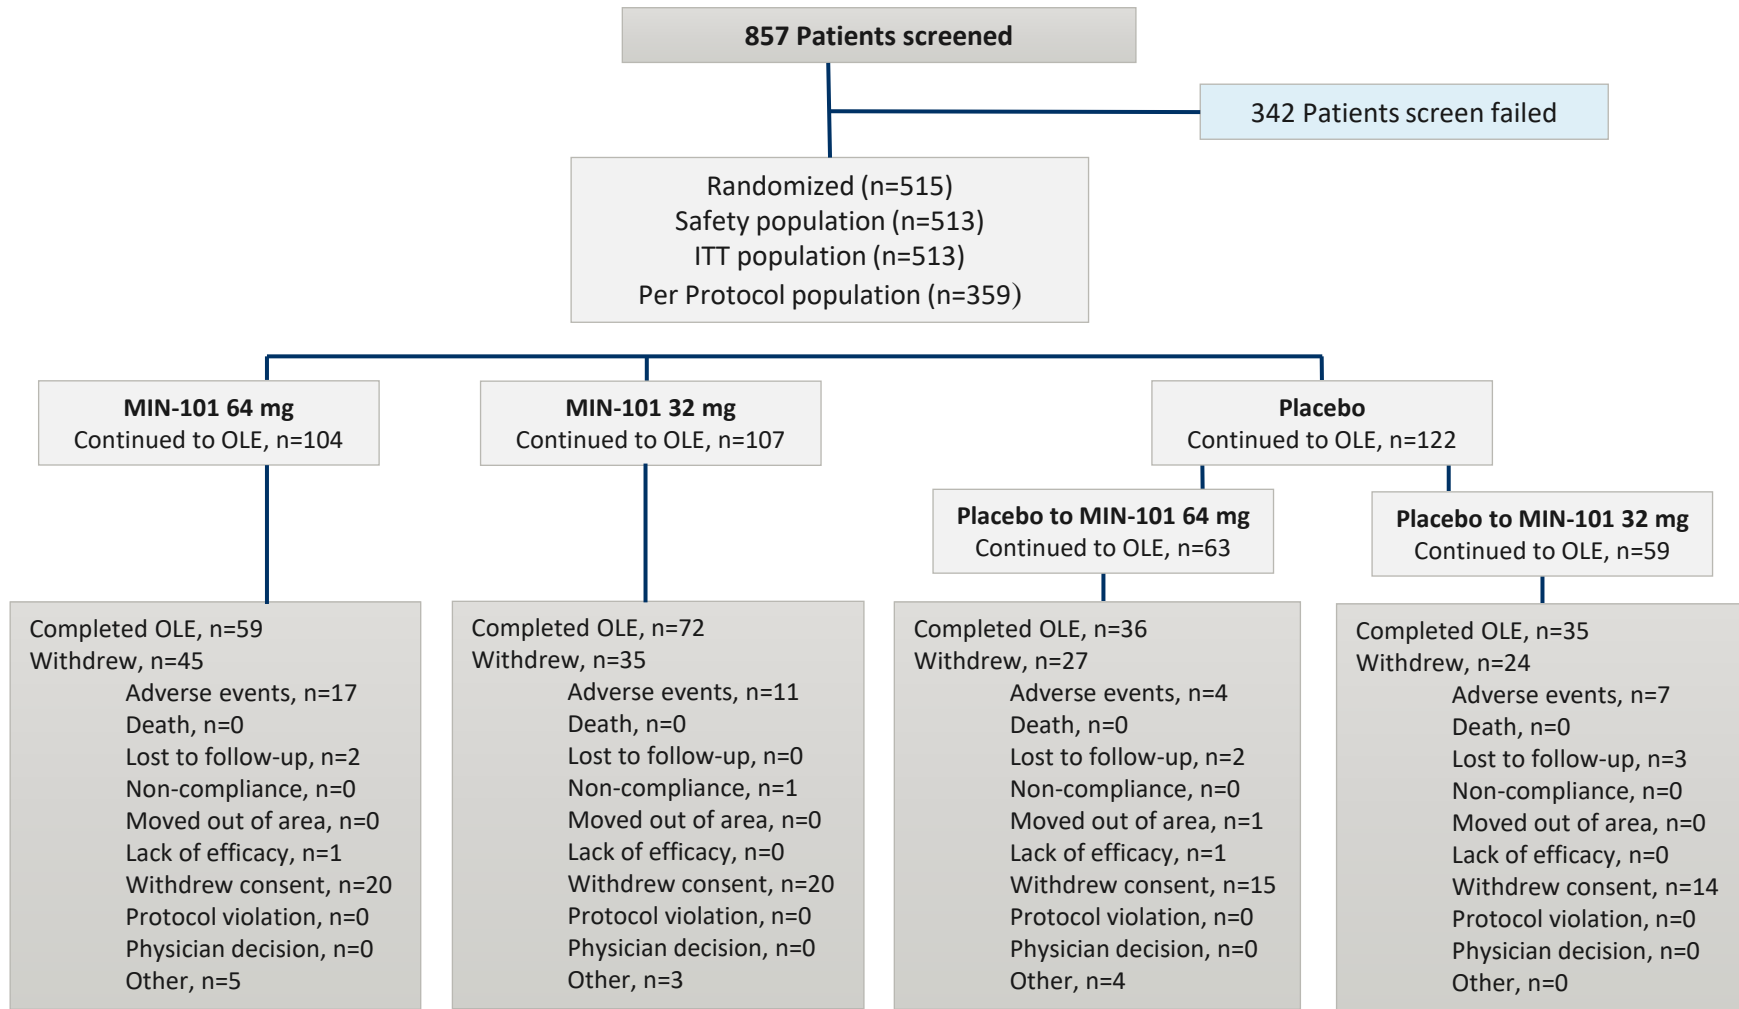 857 Patients screened
342 Patients screen failed
Randomized (n=515)
Safety population (n=513)
ITT population (n=513)
Per Protocol population (n=359)
MIN-101 64 mg
Continued to OLE, n=104
MIN-101 32 mg
Continued to OLE, n=107
Placebo
Continued to OLE, n=122
Placebo to MIN-101 64 mg
Continued to OLE, n=63
Placebo to MIN-101 32 mg
Continued to OLE, n=59
Completed OLE, n=59
Withdrew, n=45
Adverse events, n=17
Death, n=0
Lost to follow-up, n=2
Non-compliance, n=0
Moved out of area, n=0
Lack of efficacy, n=1
Withdrew consent, n=20
Protocol violation, n=0
Physician decision, n=0
Other, n=5
Completed OLE, n=72
Withdrew, n=35
Adverse events, n=11
Death, n=0
Lost to follow-up, n=0
Non-compliance, n=1
Moved out of area, n=0
Lack of efficacy, n=0
Withdrew consent, n=20
Protocol violation, n=0
Physician decision, n=0
Other, n=3
Completed OLE, n=36
Withdrew, n=27
Adverse events, n=4
Death, n=0
Lost to follow-up, n=2
Non-compliance, n=0
Moved out of area, n=1
Lack of efficacy, n=1
Withdrew consent, n=15
Protocol violation, n=0
Physician decision, n=0
Other, n=4
Completed OLE, n=35
Withdrew, n=24
Adverse events, n=7
Death, n=0
Lost to follow-up, n=3
Non-compliance, n=0
Moved out of area, n=0
Lack of efficacy, n=0
Withdrew consent, n=14
Protocol violation, n=0
Physician decision, n=0
Other, n=0